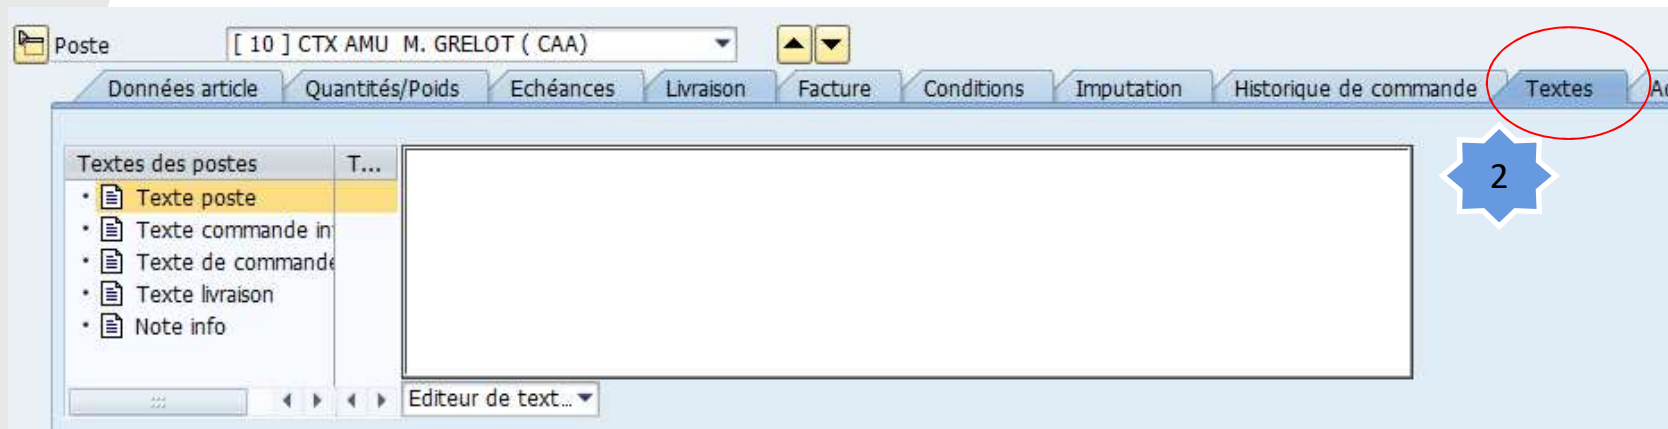 Poste [ 10 ] CTX AMU M. GRELOT ( CAA)
Données article Quantités/Poids Echéances Livraison Facture Conditions Imputation Historique de commande Textes
Textes des postes T...
2
Texte poste
Texte commande in
Texte de command
Texte livraison
Note info
Editeur de text...